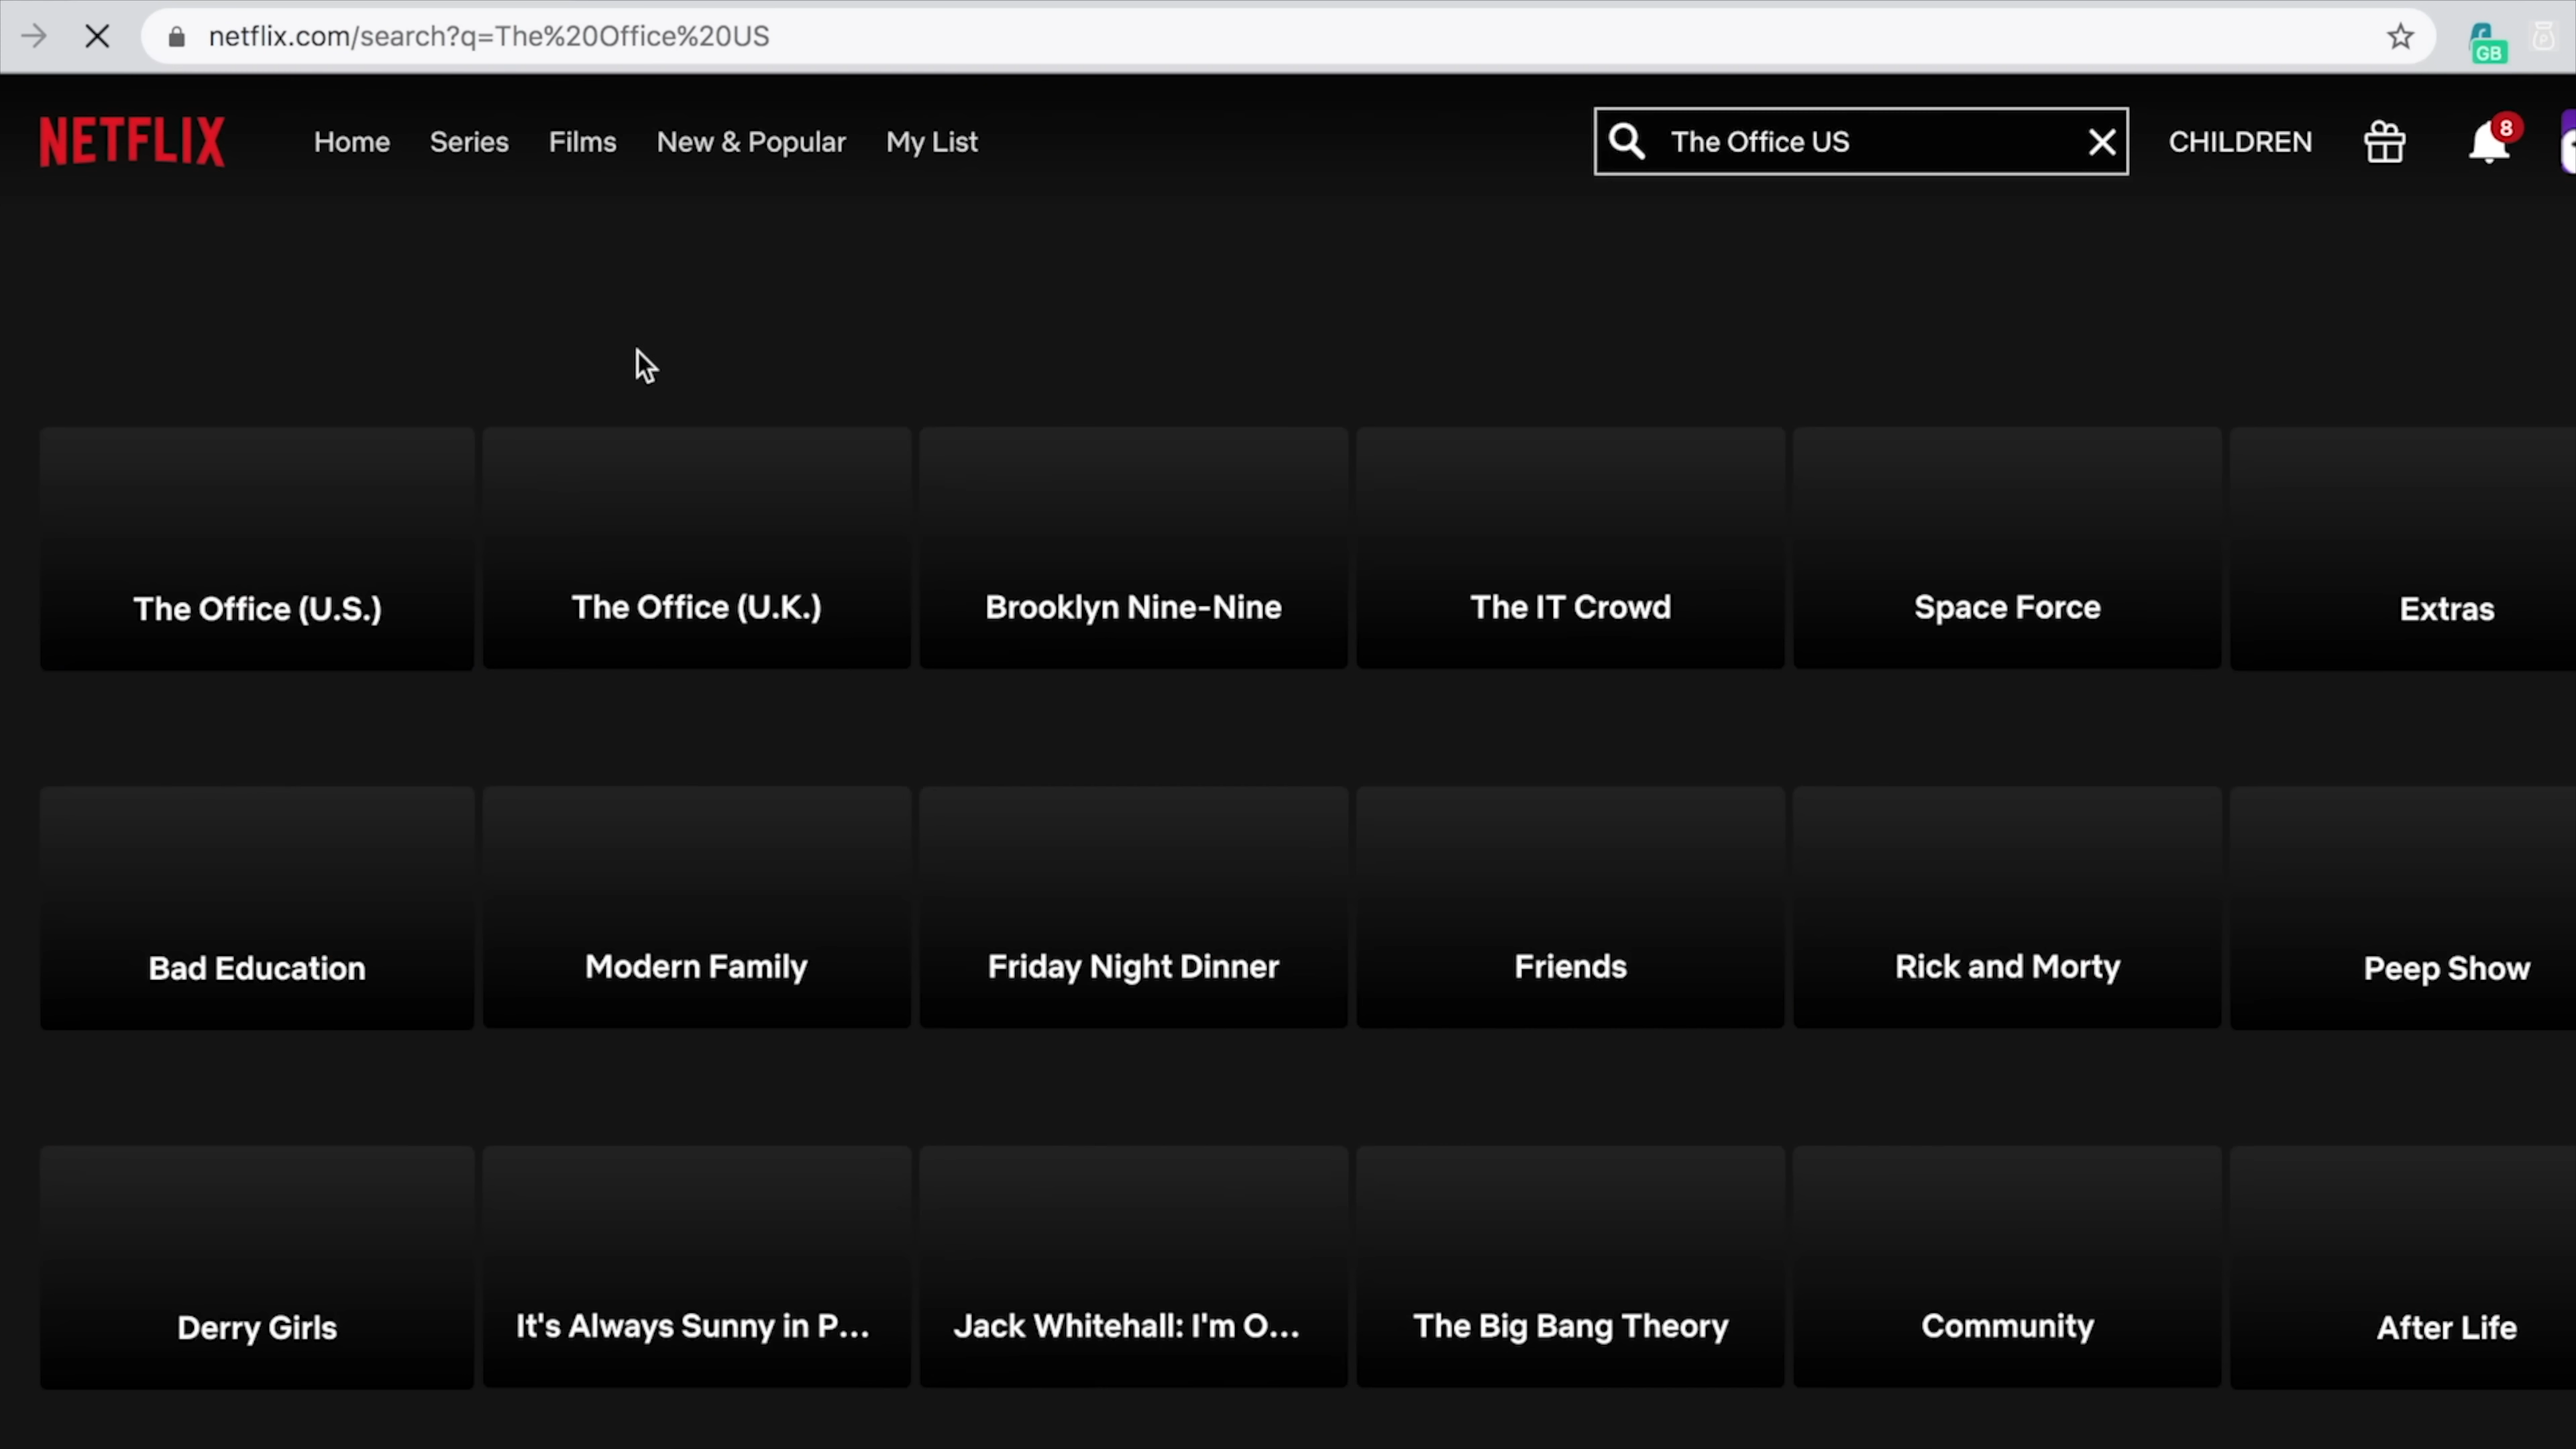 netflix.com/search?q=The%20Office%20US
GB
NETFLIX Home Series Films New & Popular My List The Office US CHILDREN 8
The Office (U.S.) The Office (U.K.) Brooklyn Nine-Nine The IT Crowd Space Force Extras
Bad Education Modern Family Friday Night Dinner Friends Rick and Morty Peep Show
Derry Girls It's Always Sunny in P... Jack Whitehall: I'm O... The Big Bang Theory Community After Life